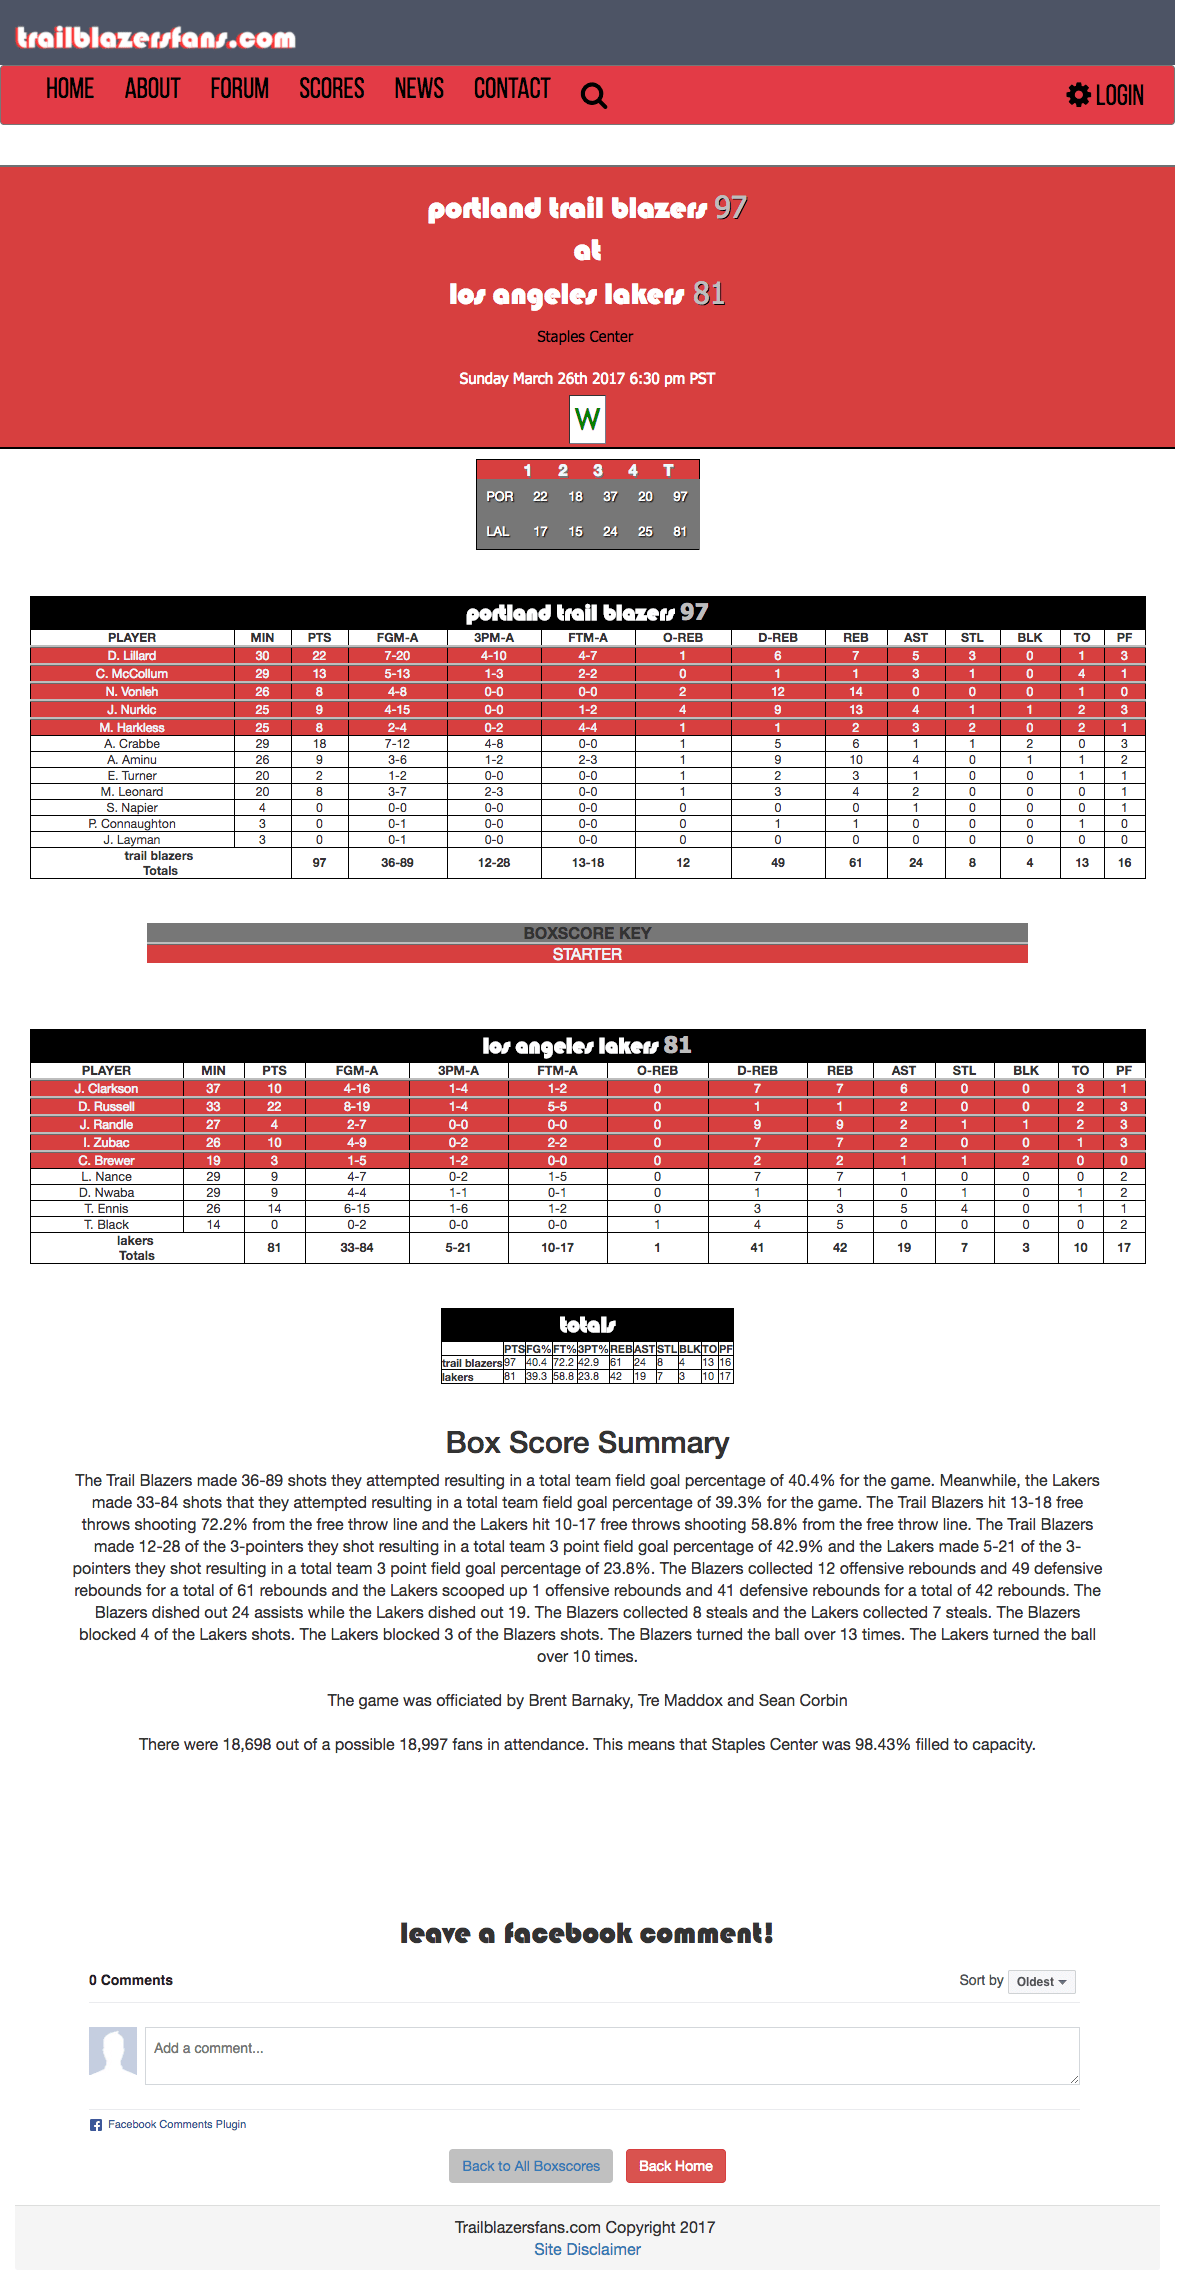 trailblazersfans.com
HOME ABOUT FORUM SCORES NEWS CONTACT LOGIN
portland trail blazers 97
at
los angeles lakers 81
Staples Center
Sunday March 26th 2017 6:30 pm PST
W
1 2 3 4 T
POR 22 18 37 20 97
LAL 17 15 24 25 81
portland trail blazers 97
PLAYER MIN PTS FGM-A 3PM-A FTM-A O-REB D-REB REB AST STL BLK TO PF
D. Lillard 30 22 7-20 4-10 4-7 1 6 7 5 3 0 1 3
C. McCollum 29 13 5-13 1-3 2-2 0 1 1 3 1 0 4 1
N. Vonleh 26 8 4-8 0-0 0-0 2 12 14 0 0 0 1 0
J. Nurkic 25 9 4-15 0-0 1-2 4 9 13 4 1 1 2 3
M. Harkless 25 8 2-4 0-2 4-4 1 1 2 3 2 0 2 1
A. Crabbe 29 18 7-12 4-8 0-0 1 5 6 1 1 2 0 3
A. Aminu 26 9 3-6 1-2 2-3 1 9 10 4 0 1 1 2
E. Turner 20 2 1-2 0-0 0-0 1 2 3 1 0 0 1 1
M. Leonard 20 8 3-7 2-3 0-0 1 3 4 2 0 0 0 1
S. Napier 4 0 0-0 0-0 0-0 0 0 0 1 0 0 0 1
P. Connaughton 3 0 0-1 0-0 0-0 0 1 1 0 0 0 1 0
J. Layman 3 0 0-1 0-0 0-0 0 0 0 0 0 0 0 0
trail blazers
Totals 97 36-89 12-28 13-18 12 49 61 24 8 4 13 16
BOXSCORE KEY
STARTER
los angeles lakers 81
PLAYER MIN PTS FGM-A 3PM-A FTM-A O-REB D-REB REB AST STL BLK TO PF
J. Clarkson 37 10 4-16 1-4 1-2 0 7 7 6 0 0 3 1
D. Russell 33 22 8-19 1-4 5-5 0 1 1 2 0 0 2 3
J. Randle 27 4 2-7 0-0 0-0 0 9 9 2 1 1 2 3
I. Zubac 26 10 4-9 0-2 2-2 0 7 7 2 0 0 1 3
C. Brewer 19 3 1-5 1-2 0-0 0 2 2 1 1 2 0 0
L. Nance 29 9 4-7 0-2 1-5 0 7 7 1 0 0 0 2
D. Nwaba 29 9 4-4 1-1 0-1 0 1 1 0 1 0 1 2
T. Ennis 26 14 6-15 1-6 1-2 0 3 3 5 4 0 1 1
T. Black 14 0 0-2 0-0 0-0 1 4 5 0 0 0 0 2
lakers
Totals 81 33-84 5-21 10-17 1 41 42 19 7 3 10 17
totals
PTS FG% FT% 3PT% REB AST STL BLK TO PF
trail blazers 97 40.4 72.2 42.9 61 24 8 4 13 16
lakers 81 39.3 58.8 23.8 42 19 7 3 10 17
Box Score Summary
The Trail Blazers made 36-89 shots they attempted resulting in a total team field goal percentage of 40.4% for the game. Meanwhile, the Lakers
made 33-84 shots that they attempted resulting in a total team field goal percentage of 39.3% for the game. The Trail Blazers hit 13-18 free
throws shooting 72.2% from the free throw line and the Lakers hit 10-17 free throws shooting 58.8% from the free throw line. The Trail Blazers
made 12-28 of the 3-pointers they shot resulting in a total team 3 point field goal percentage of 42.9% and the Lakers made 5-21 of the 3-
pointers they shot resulting in a total team 3 point field goal percentage of 23.8%. The Blazers collected 12 offensive rebounds and 49 defensive
rebounds for a total of 61 rebounds and the Lakers scooped up 1 offensive rebounds and 41 defensive rebounds for a total of 42 rebounds. The
Blazers dished out 24 assists while the Lakers dished out 19. The Blazers collected 8 steals and the Lakers collected 7 steals. The Blazers
blocked 4 of the Lakers shots. The Lakers blocked 3 of the Blazers shots. The Blazers turned the ball over 13 times. The Lakers turned the ball
over 10 times.
The game was officiated by Brent Barnaky, Tre Maddox and Sean Corbin
There were 18,698 out of a possible 18,997 fans in attendance. This means that Staples Center was 98.43% filled to capacity.
leave a facebook comment!
0 Comments Sort by Oldest
Add a comment...
Facebook Comments Plugin
Back to All Boxscores Back Home
Trailblazersfans.com Copyright 2017
Site Disclaimer